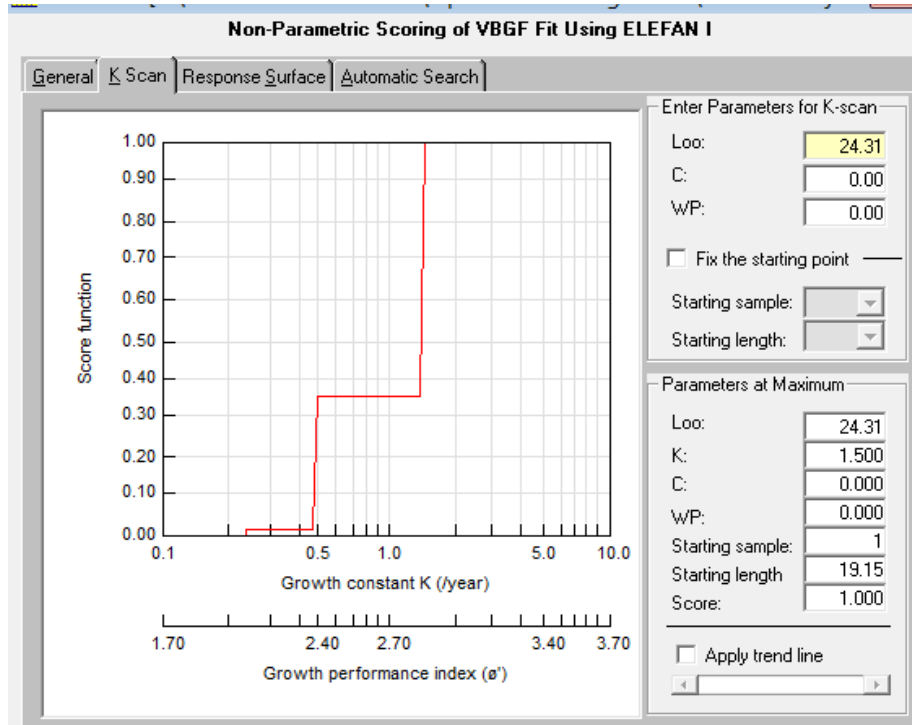 Non-Parametric Scoring of VBGF Fit Using ELEFAN I
General K Scan Response Surface Automatic Search
Score function
1.00
0.90
0.80
0.70
0.60
0.50
0.40
0.30
0.20
0.10
0.00
0.1 0.5 1.0 5.0 10.0
Growth constant K (/year)
1.70 2.40 2.70 3.40 3.70
Growth performance index (ø')
Enter Parameters for K-scan
Loo: 24.31
C: 0.00
WP: 0.00
Fix the starting point
Starting sample:
Starting length:
Parameters at Maximum
Loo: 24.31
K: 1.500
C: 0.000
WP: 0.000
Starting sample: 1
Starting length 19.15
Score: 1.000
Apply trend line